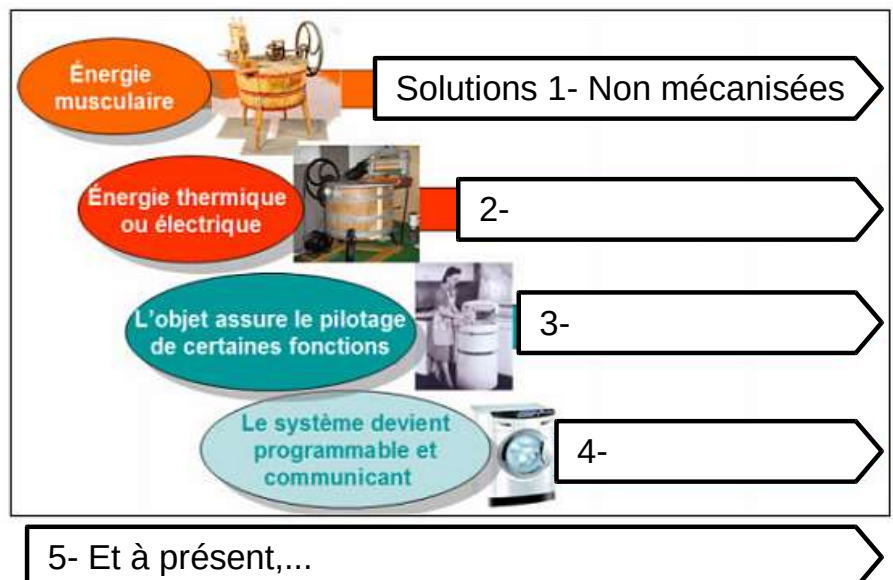 Énergie
musculaire
Solutions 1- Non mécanisées
Énergie thermique
ou électrique
2-
L'objet assure le pilotage
de certaines fonctions
3-
Le système devient
programmable et
communicant
4-
5- Et à présent,...